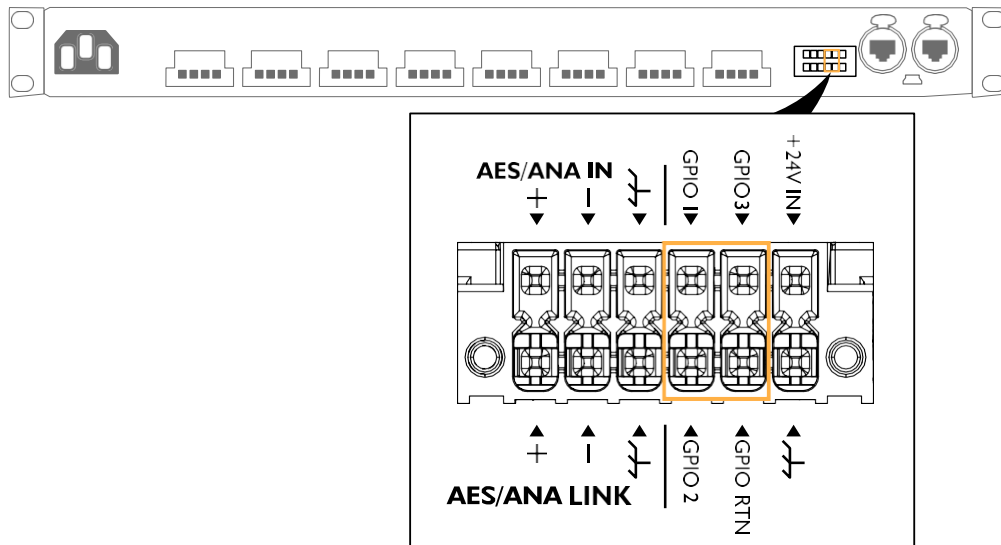 AES/ANA IN
+ –
GPIO 1
GPIO3
+24V IN
+ –
AES/ANA LINK
GPIO 2
GPIO RTN